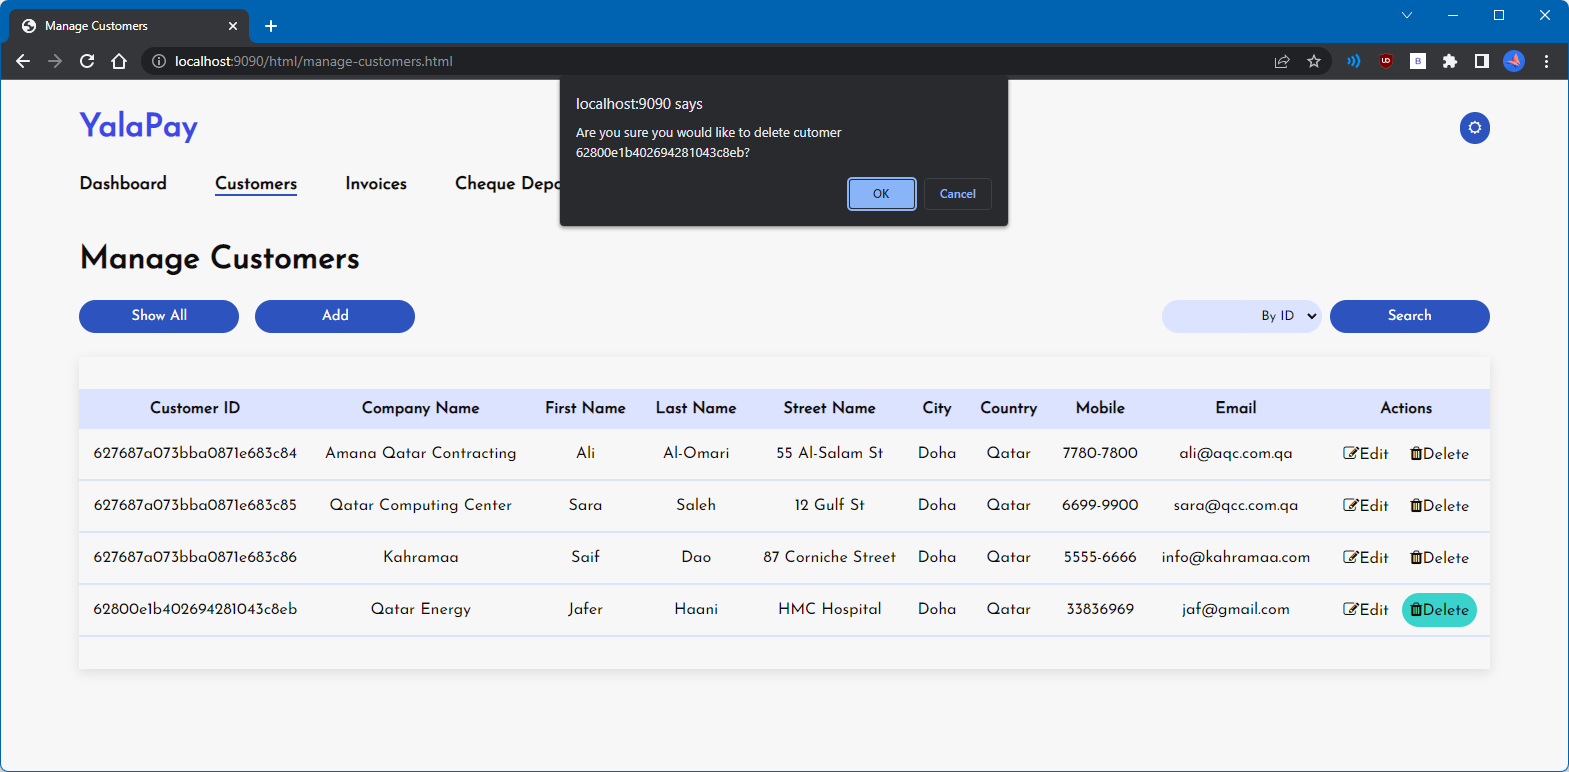 Manage Customers
localhost:9090/html/manage-customers.html
localhost:9090 says
Are you sure you would like to delete cutomer
62800e1b402694281043c8eb?
OK Cancel
YalaPay
Dashboard Customers Invoices Cheque Depo
Manage Customers
Show All Add By ID Search
Customer ID Company Name First Name Last Name Street Name City Country Mobile Email Actions
627687a073bba0871e683c84 Amana Qatar Contracting Ali Al-Omari 55 Al-Salam St Doha Qatar 7780-7800 ali@aqc.com.qa Edit Delete
627687a073bba0871e683c85 Qatar Computing Center Sara Saleh 12 Gulf St Doha Qatar 6699-9900 sara@qcc.com.qa Edit Delete
627687a073bba0871e683c86 Kahramaa Saif Dao 87 Corniche Street Doha Qatar 5555-6666 info@kahramaa.com Edit Delete
62800e1b402694281043c8eb Qatar Energy Jafer Haani HMC Hospital Doha Qatar 33836969 jaf@gmail.com Edit Delete